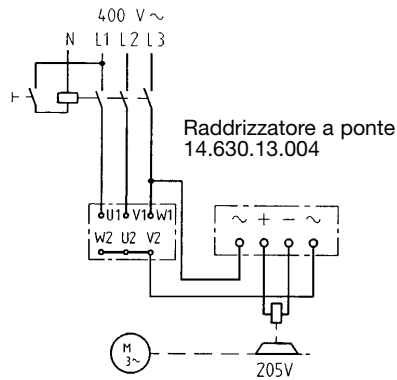 400 V ~
N L1 L2 L3
Raddrizzatore a ponte
14.630.13.004
U1 V1 W1
W2 U2 V2
~ + − ~
M
3~
205V